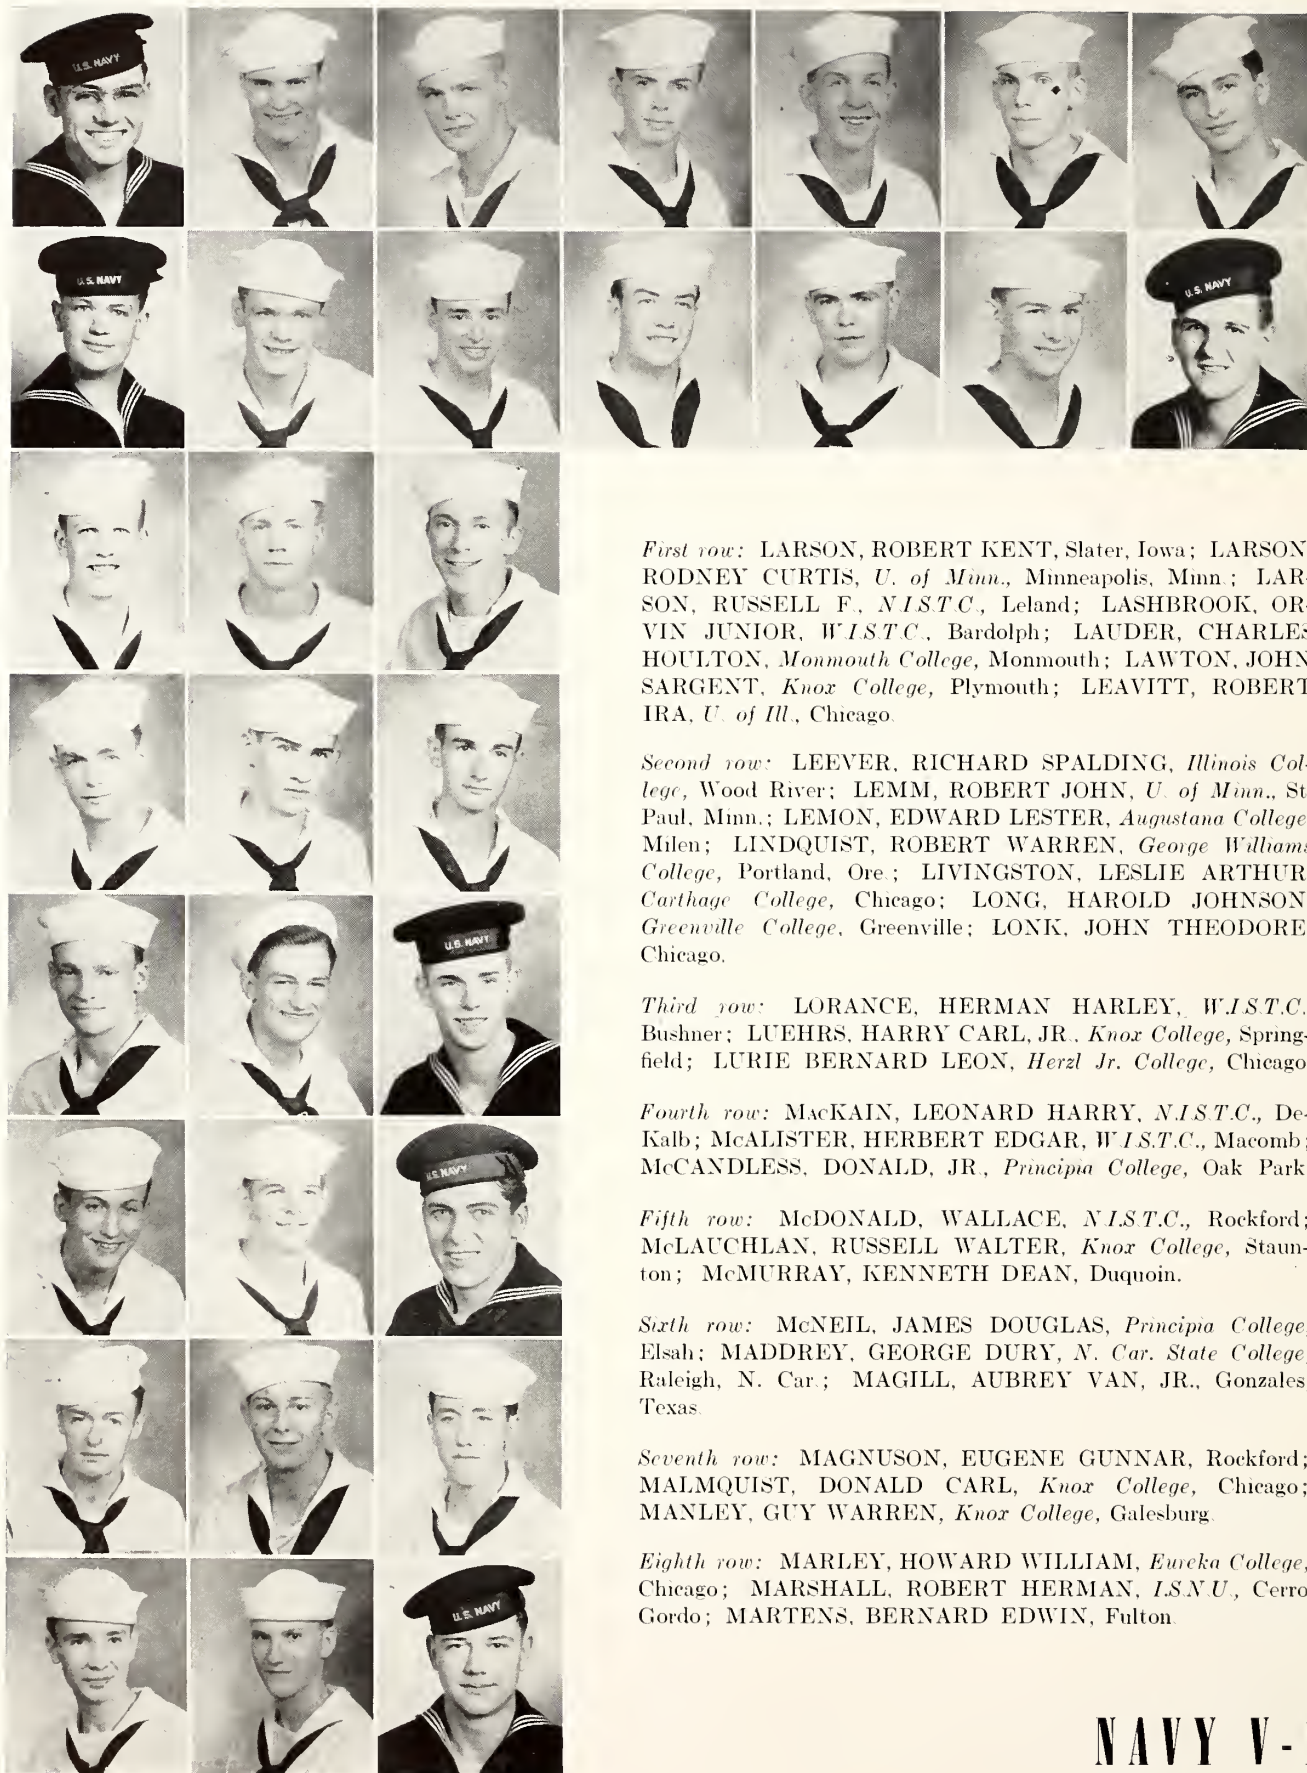 U.S. NAVY
U.S. NAVY
U.S. NAVY
First row: LARSON, ROBERT KENT, Slater, Iowa; LARSON
RODNEY CURTIS, U. of Minn., Minneapolis, Minn.; LAR-
SON, RUSSELL F., N.I.S.T.C., Leland; LASHBROOK, OR-
VIN JUNIOR, W.I.S.T.C., Bardolph; LAUDER, CHARLES
HOULTON, Monmouth College, Monmouth; LAWTON, JOHN
SARGENT, Knox College, Plymouth; LEAVITT, ROBERT
IRA, U. of Ill., Chicago.
Second row: LEEVER, RICHARD SPALDING, Illinois Col-
lege, Wood River; LEMM, ROBERT JOHN, U. of Minn., St
Paul, Minn.; LEMON, EDWARD LESTER, Augustana College
Milen; LINDQUIST, ROBERT WARREN, George Williams
College, Portland, Ore.; LIVINGSTON, LESLIE ARTHUR
Carthage College, Chicago; LONG, HAROLD JOHNSON
Greenville College, Greenville; LONK, JOHN THEODORE
Chicago.
Third row: LORANCE, HERMAN HARLEY, W.I.S.T.C.
Bushner; LUEHRS, HARRY CARL, JR., Knox College, Spring-
field; LURIE BERNARD LEON, Herzl Jr. College, Chicago
Fourth row: MacKAIN, LEONARD HARRY, N.I.S.T.C., De-
Kalb; McALISTER, HERBERT EDGAR, W.I.S.T.C., Macomb;
McCANDLESS, DONALD, JR., Principia College, Oak Park
Fifth row: McDONALD, WALLACE, N.I.S.T.C., Rockford;
McLAUCHLAN, RUSSELL WALTER, Knox College, Staun-
ton; McMURRAY, KENNETH DEAN, Duquoin.
U.S. NAVY
U.S. NAVY
Sixth row: McNEIL, JAMES DOUGLAS, Principia College,
Elsah; MADDREY, GEORGE DURY, N. Car. State College,
Raleigh, N. Car.; MAGILL, AUBREY VAN, JR., Gonzales
Texas.
Seventh row: MAGNUSON, EUGENE GUNNAR, Rockford;
MALMQUIST, DONALD CARL, Knox College, Chicago;
MANLEY, GUY WARREN, Knox College, Galesburg.
Eighth row: MARLEY, HOWARD WILLIAM, Eureka College,
Chicago; MARSHALL, ROBERT HERMAN, I.S.N.U., Cerro
Gordo; MARTENS, BERNARD EDWIN, Fulton.
U.S. NAVY
NAVY V-